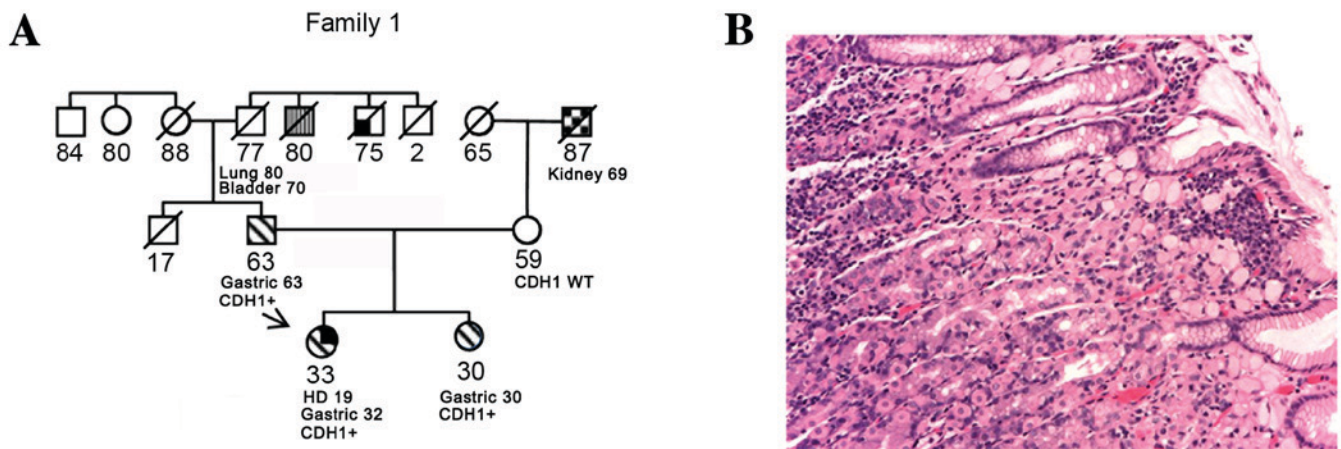 A
Family 1
B
84 80 88 77 80 75 2 65 87
Lung 80
Bladder 70
Kidney 69
17 63 59
Gastric 63
CDH1+
CDH1 WT
33 30
HD 19
Gastric 32
CDH1+
Gastric 30
CDH1+